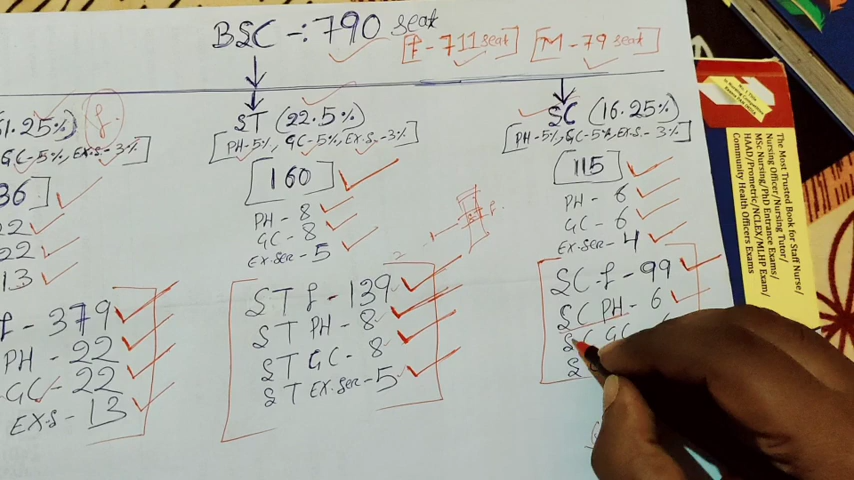 BSC -: 790 seat
[F - 711 seat] [M - 79 seat]
51.25%)
f.
GC-5%, EX.S.-3%]
36]
22
22
13
f - 379
PH - 22
GC - 22
EX.S - 13
ST (22.5%)
[PH-5%, GC-5%, EX.S.-3%]
[160]
PH - 8
GC - 8
EX.Ser - 5
ST f - 139
ST PH - 8
ST GC - 8
ST EX.Ser - 5
SC (16.25%)
[PH-5%, GC-5%, EX.S - 3%]
[115]
PH - 6
GC - 6
EX.Ser - 4
SC-f - 99
SC PH - 6
SC GC
S
The Most Trusted Book for Staff Nurse/
Nursing Officer/Nursing Tutor/
MSc Nursing/PhD Entrance Exams/
HAAD/Prometric/NCLEX/MLHP Exam/
Community Health Officers Exams